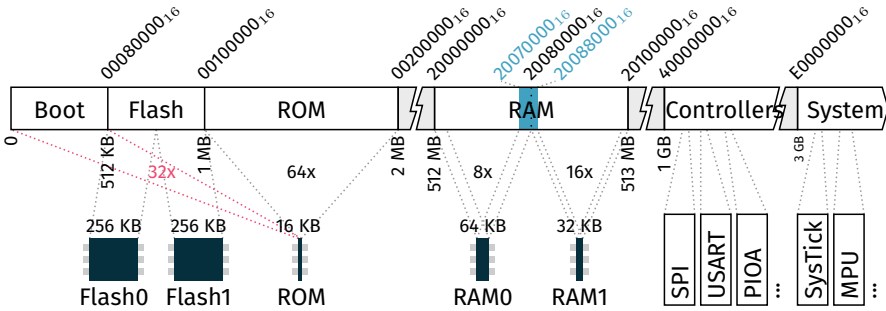 00080000₁₆ 00100000₁₆ 00200000₁₆ 20000000₁₆ 20070000₁₆ 20080000₁₆ 20088000₁₆ 20100000₁₆ 40000000₁₆ E0000000₁₆
Boot Flash ROM RAM Controllers System
0 512 KB 1 MB 2 MB 512 MB 513 MB 1 GB 3 GB
32x 64x 8x 16x
256 KB 256 KB 16 KB 64 KB 32 KB
SPI USART PIOA ... SysTick MPU ...
Flash0 Flash1 ROM RAM0 RAM1